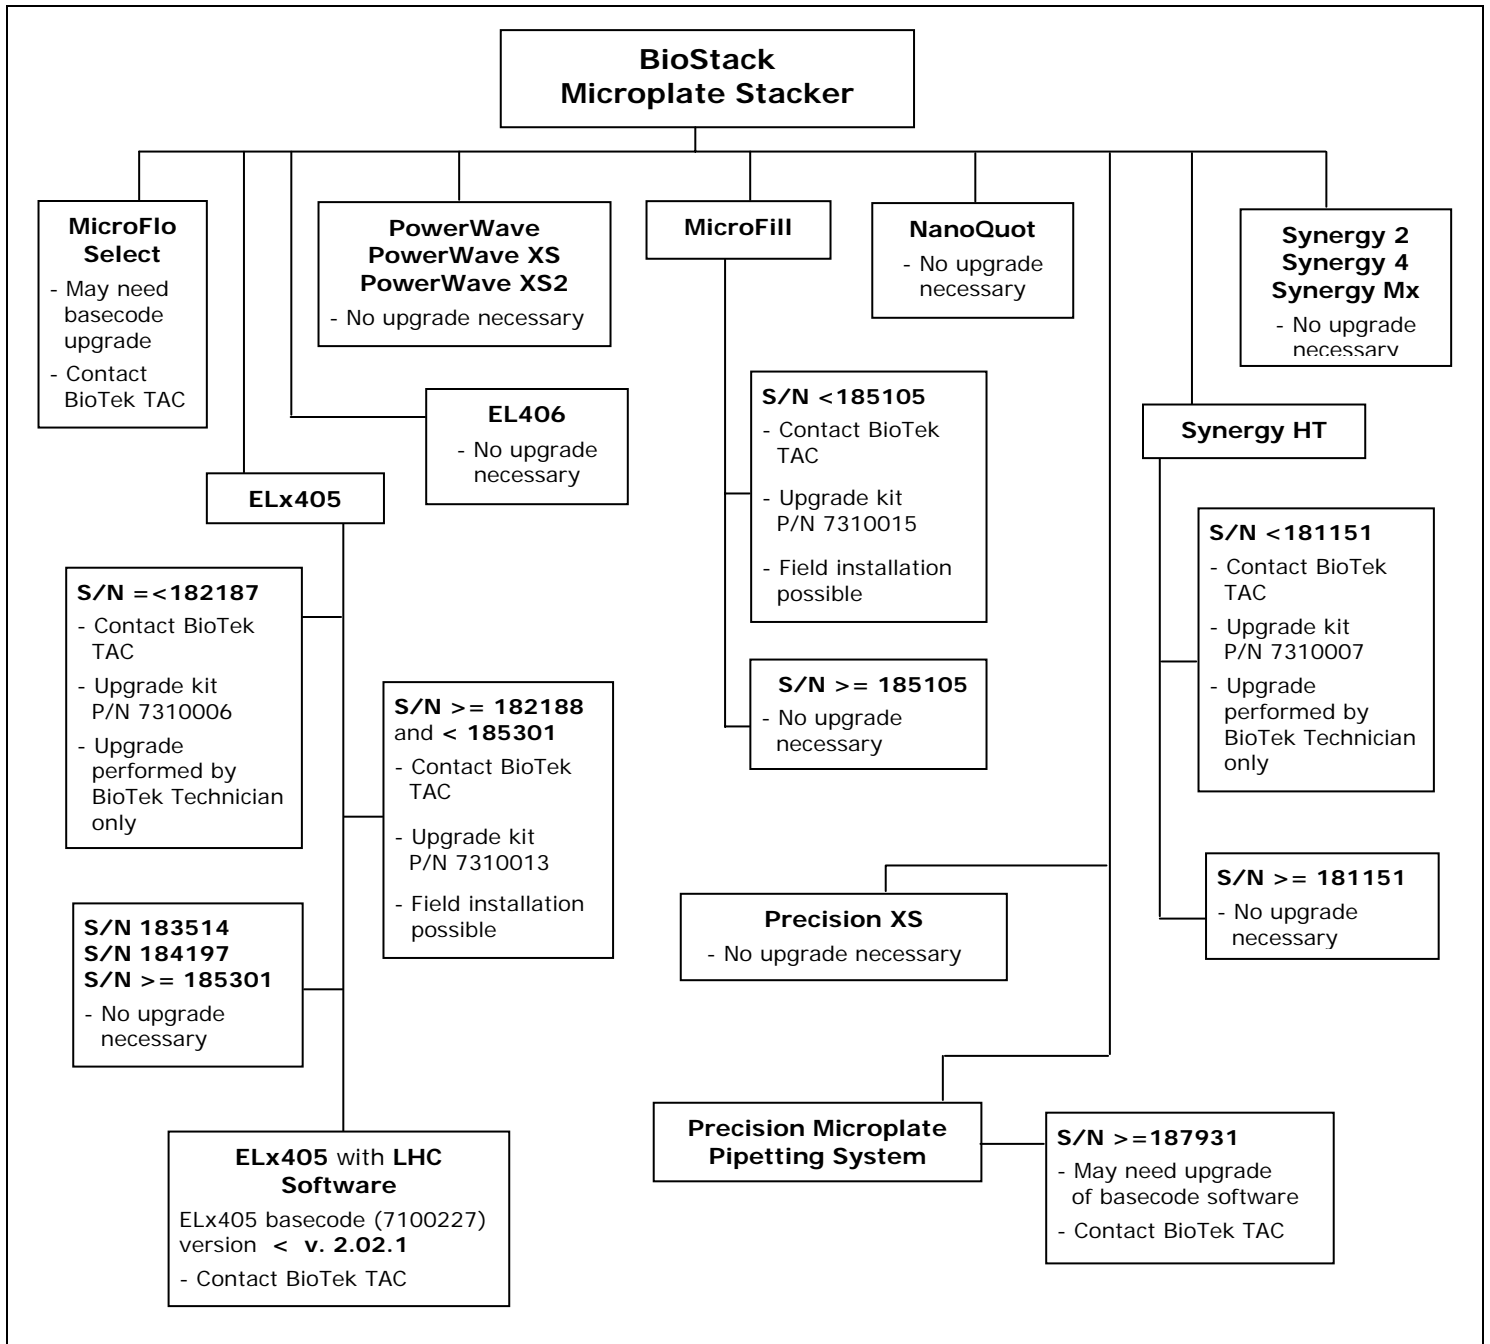 BioStack
Microplate Stacker
MicroFlo
Select
- May need
basecode
upgrade
- Contact
BioTek TAC
PowerWave
PowerWave XS
PowerWave XS2
- No upgrade necessary
MicroFill
NanoQuot
- No upgrade
necessary
Synergy 2
Synergy 4
Synergy Mx
- No upgrade
necessary
EL406
- No upgrade
necessary
S/N <185105
- Contact BioTek
TAC
- Upgrade kit
P/N 7310015
- Field installation
possible
Synergy HT
ELx405
S/N =<182187
- Contact BioTek
TAC
- Upgrade kit
P/N 7310006
- Upgrade
performed by
BioTek Technician
only
S/N >= 182188
and < 185301
- Contact BioTek
TAC
- Upgrade kit
P/N 7310013
- Field installation
possible
S/N >= 185105
- No upgrade
necessary
S/N <181151
- Contact BioTek
TAC
- Upgrade kit
P/N 7310007
- Upgrade
performed by
BioTek Technician
only
S/N >= 181151
- No upgrade
necessary
S/N 183514
S/N 184197
S/N >= 185301
- No upgrade
necessary
Precision XS
- No upgrade necessary
Precision Microplate
Pipetting System
S/N >=187931
- May need upgrade
of basecode software
- Contact BioTek TAC
ELx405 with LHC
Software
ELx405 basecode (7100227)
version < v. 2.02.1
- Contact BioTek TAC